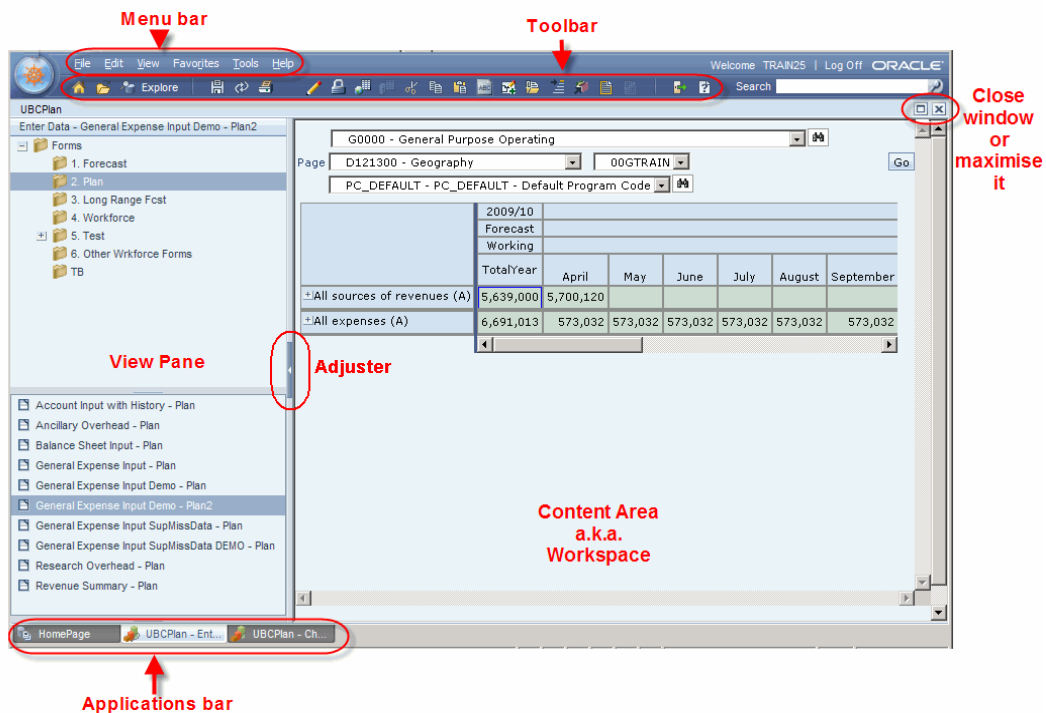 Menu bar
Toolbar
File Edit View Favorites Tools Help
Welcome TRAIN25 | Log Off ORACLE
Explore
Search
UBCPlan
Close
window
or
maximise
it
Enter Data - General Expense Input Demo - Plan2
Forms
1. Forecast
2. Plan
3. Long Range Fcst
4. Workforce
5. Test
6. Other Wrkforce Forms
TB
G0000 - General Purpose Operating
Page D121300 - Geography 00GTRAIN Go
PC_DEFAULT - PC_DEFAULT - Default Program Code
2009/10
Forecast
Working
TotalYear April May June July August September
All sources of revenues (A) 5,639,000 5,700,120
All expenses (A) 6,691,013 573,032 573,032 573,032 573,032 573,032 573,032
View Pane
Adjuster
Account Input with History - Plan
Ancillary Overhead - Plan
Balance Sheet Input - Plan
General Expense Input - Plan
General Expense Input Demo - Plan
General Expense Input Demo - Plan2
General Expense Input SupMissData - Plan
General Expense Input SupMissData DEMO - Plan
Research Overhead - Plan
Revenue Summary - Plan
Content Area
a.k.a.
Workspace
HomePage UBCPlan - Ent... UBCPlan - Ch...
Applications bar